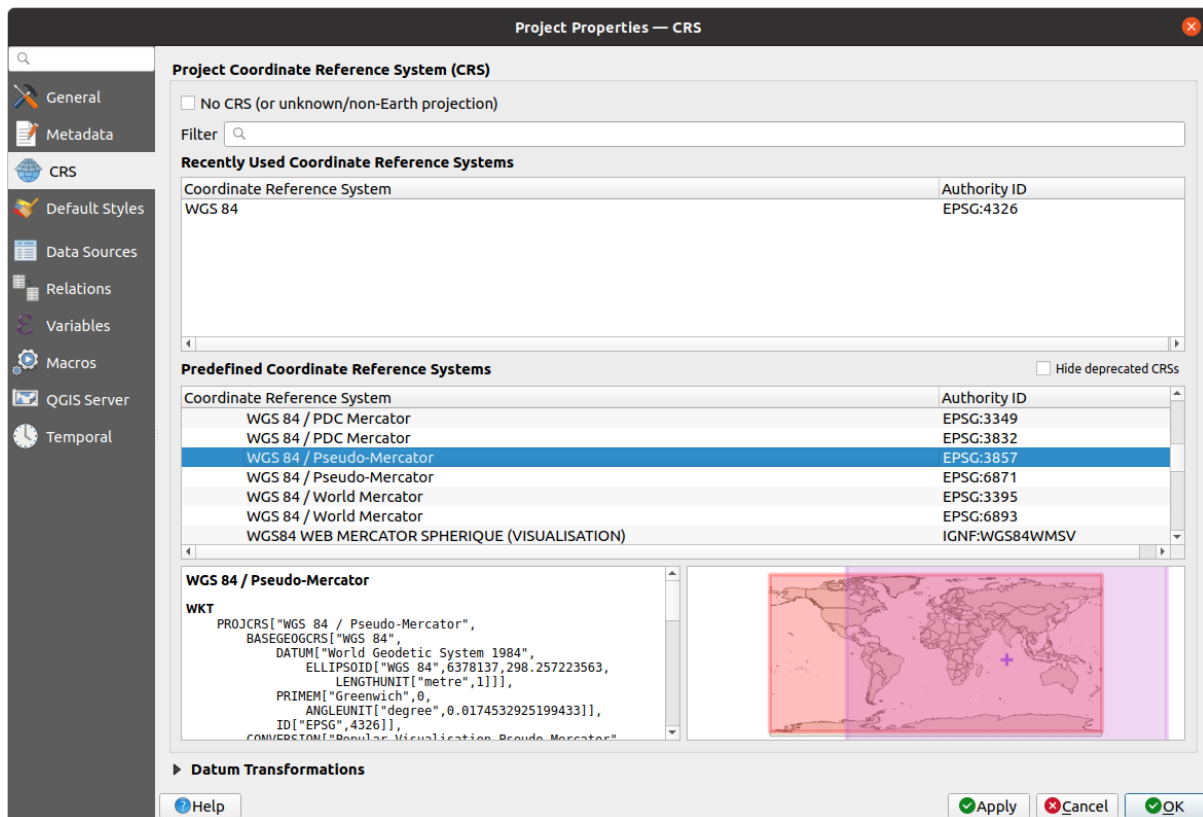 Project Properties — CRS
General
Metadata
CRS
Default Styles
Data Sources
Relations
Variables
Macros
QGIS Server
Temporal
Project Coordinate Reference System (CRS)
No CRS (or unknown/non-Earth projection)
Filter
Recently Used Coordinate Reference Systems
Coordinate Reference System Authority ID
WGS 84 EPSG:4326
Predefined Coordinate Reference Systems Hide deprecated CRSs
Coordinate Reference System Authority ID
WGS 84 / PDC Mercator EPSG:3349
WGS 84 / PDC Mercator EPSG:3832
WGS 84 / Pseudo-Mercator EPSG:3857
WGS 84 / Pseudo-Mercator EPSG:6871
WGS 84 / World Mercator EPSG:3395
WGS 84 / World Mercator EPSG:6893
WGS84 WEB MERCATOR SPHERIQUE (VISUALISATION) IGNF:WGS84WMSV
WGS 84 / Pseudo-Mercator
WKT
PROJCRS["WGS 84 / Pseudo-Mercator",
BASEGEOGCRS["WGS 84",
DATUM["World Geodetic System 1984",
ELLIPSOID["WGS 84",6378137,298.257223563,
LENGTHUNIT["metre",1]]],
PRIMEM["Greenwich",0,
ANGLEUNIT["degree",0.0174532925199433]],
ID["EPSG",4326]],
CONVERSION["Popular Visualisation Pseudo-Mercator",
Datum Transformations
Help Apply Cancel OK